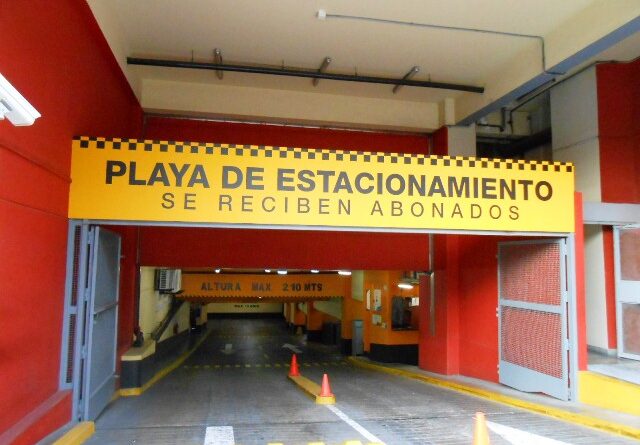 PLAYA DE ESTACIONAMIENTO
SE RECIBEN ABONADOS
ALTURA MAX 2,10 MTS